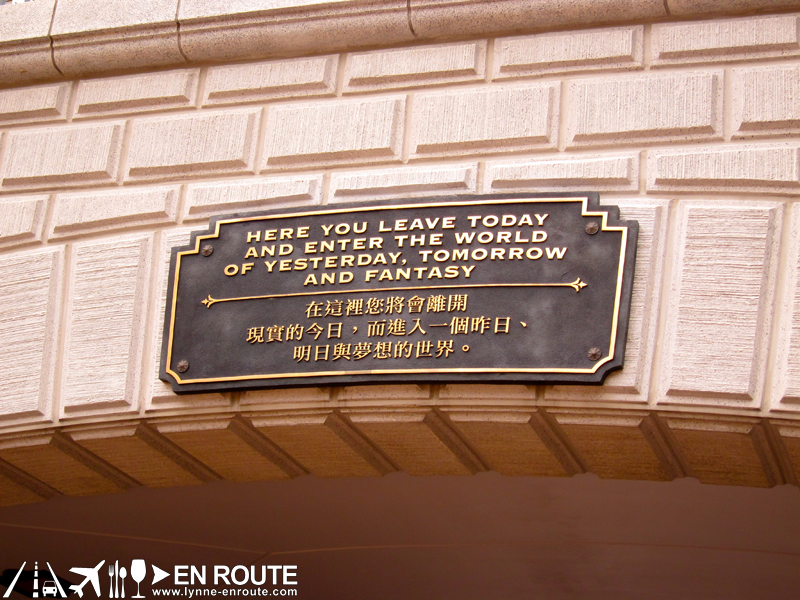 HERE YOU LEAVE TODAY
AND ENTER THE WORLD
OF YESTERDAY, TOMORROW
AND FANTASY
在這裡您將會離開
現實的今日，而進入一個昨日、
明日與夢想的世界。
EN ROUTE
www.lynne-enroute.com